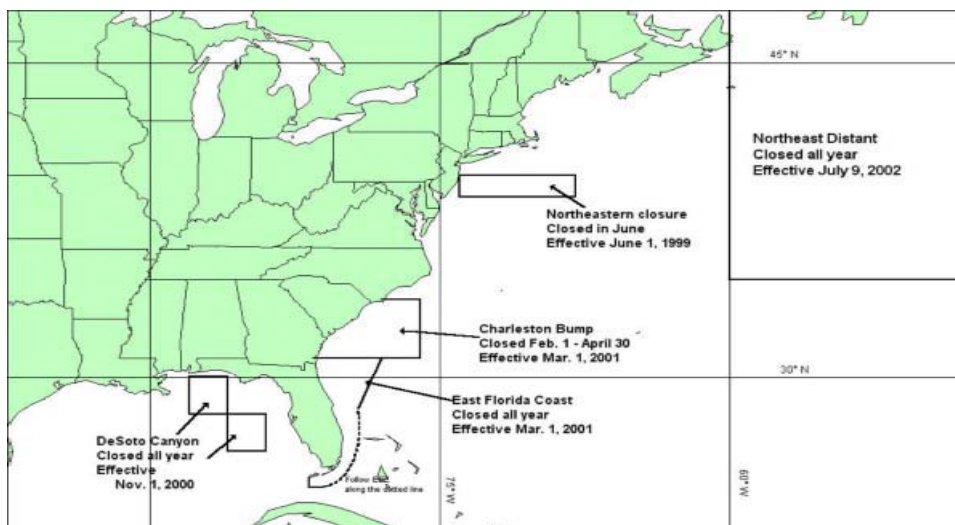 45° N
Northeast Distant
Closed all year
Effective July 9, 2002
Northeastern closure
Closed in June
Effective June 1, 1999
Charleston Bump
Closed Feb. 1 - April 30
Effective Mar. 1, 2001
30° N
East Florida Coast
Closed all year
Effective Mar. 1, 2001
DeSoto Canyon
Closed all year
Effective
Nov. 1, 2000
Follow
along the dotted line
75° W
60° W